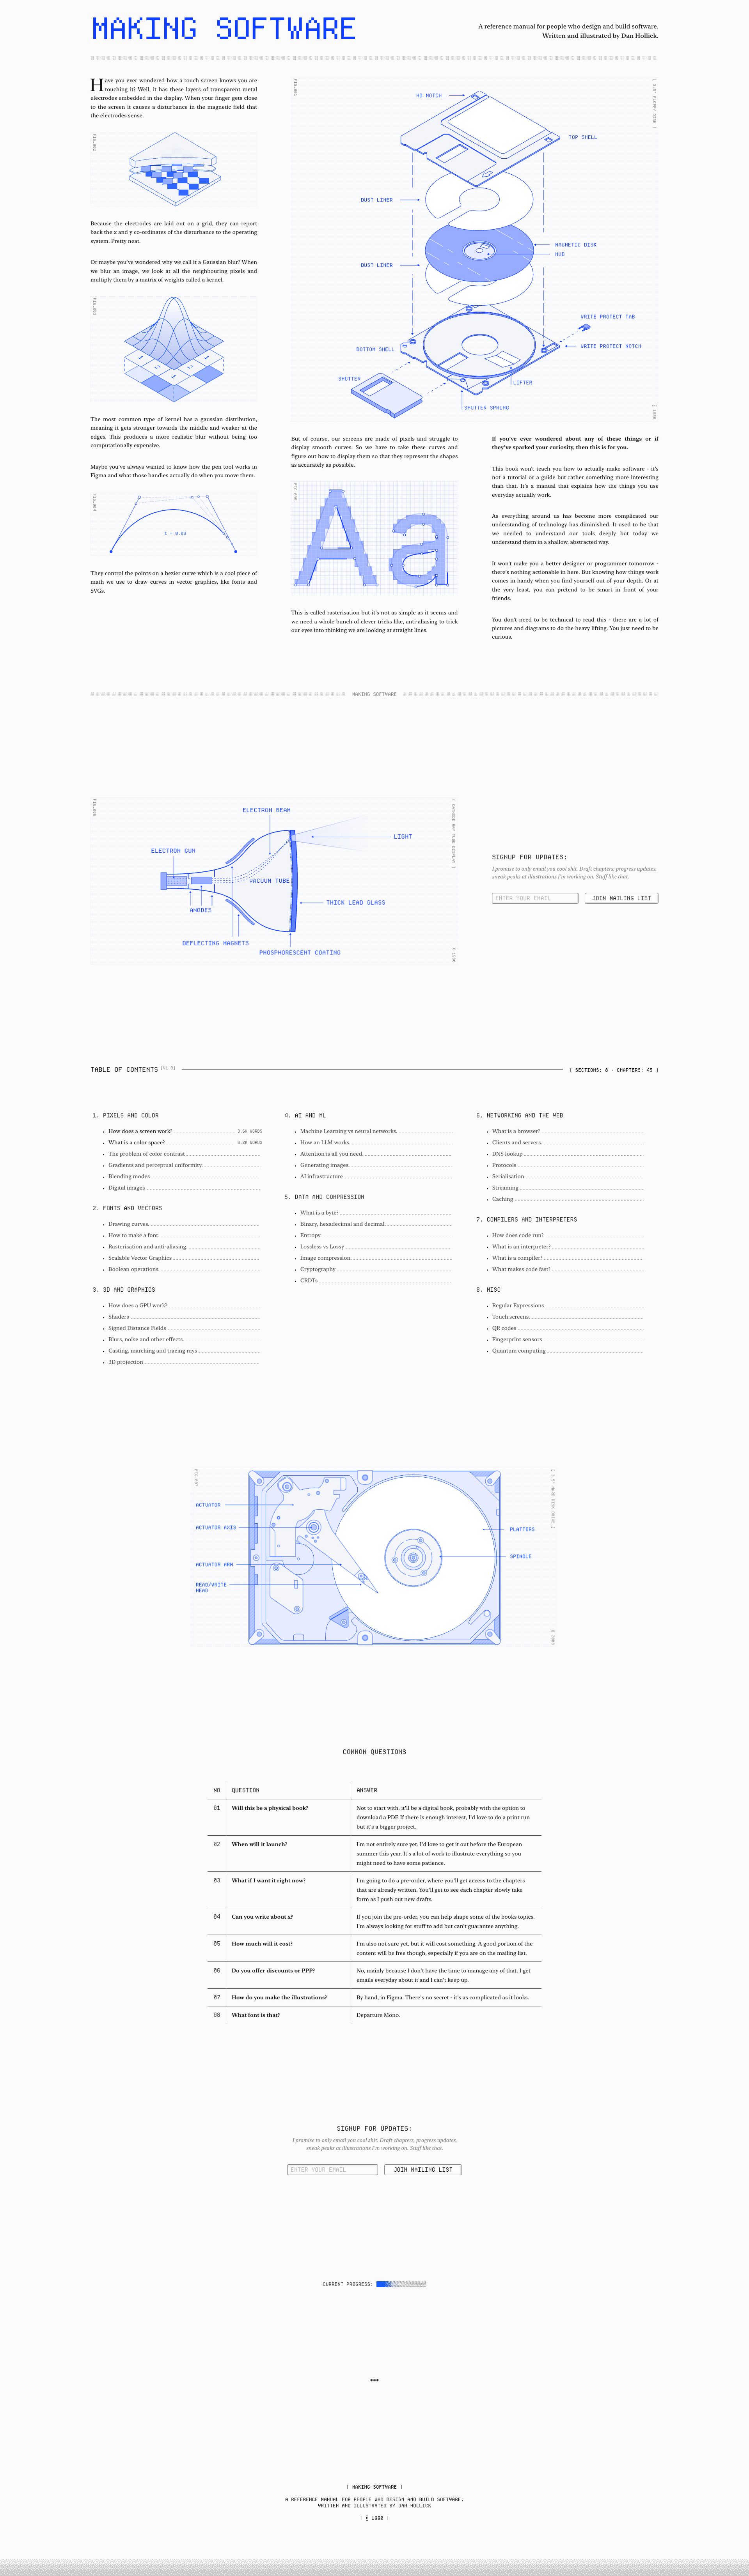 MAKING SOFTWARE
A reference manual for people who design and build software.
Written and illustrated by Dan Hollick.
Have you ever wondered how a touch screen knows you are
touching it? Well, it has these layers of transparent metal
electrodes embedded in the display. When your finger gets close
to the screen it causes a disturbance in the magnetic field that
the electrodes sense.
Because the electrodes are laid out on a grid, they can report
back the x and y co-ordinates of the disturbance to the operating
system. Pretty neat.
Or maybe you've wondered why we call it a Gaussian blur? When
we blur an image, we look at all the neighbouring pixels and
multiply them by a matrix of weights called a kernel.
The most common type of kernel has a gaussian distribution,
meaning it gets stronger towards the middle and weaker at the
edges. This produces a more realistic blur without being too
computationally expensive.
Maybe you've always wanted to know how the pen tool works in
Figma and what those handles actually do when you move them.
t = 0.60
They control the points on a bezier curve which is a cool piece of
math we use to draw curves in vector graphics, like fonts and
SVGs.
HD NOTCH
TOP SHELL
DUST LINER
MAGNETIC DISK
HUB
DUST LINER
WRITE PROTECT TAB
BOTTOM SHELL
WRITE PROTECT NOTCH
SHUTTER
LIFTER
SHUTTER SPRING
But of course, our screens are made of pixels and struggle to
display smooth curves. So we have to take these curves and
figure out how to display them so that they represent the shapes
as accurately as possible.
Aa
This is called rasterisation but it's not as simple as it seems and
we need a whole bunch of clever tricks like, anti-aliasing to trick
our eyes into thinking we are looking at straight lines.
If you've ever wondered about any of these things or if
they've sparked your curiosity, then this is for you.
This book won't teach you how to actually make software - it's
not a tutorial or a guide but rather something more interesting
than that. It's a manual that explains how the things you use
everyday actually work.
As everything around us has become more complicated our
understanding of technology has diminished. It used to be that
we needed to understand our tools deeply but today we
understand them in a shallow, abstracted way.
It won't make you a better designer or programmer tomorrow -
there's nothing actionable in here. But knowing how things work
comes in handy when you find yourself out of your depth. Or at
the very least, you can pretend to be smart in front of your
friends.
You don't need to be technical to read this - there are a lot of
pictures and diagrams to do the heavy lifting. You just need to be
curious.
MAKING SOFTWARE
[ CATHODE RAY TUBE DISPLAY ]
ELECTRON BEAM
LIGHT
ELECTRON GUN
VACUUM TUBE
THICK LEAD GLASS
ANODES
DEFLECTING MAGNETS
PHOSPHORESCENT COATING
SIGNUP FOR UPDATES:
I promise to only email you cool shit. Draft chapters, progress updates,
sneak peaks at illustrations I'm working on. Stuff like that.
ENTER YOUR EMAIL
JOIN MAILING LIST
TABLE OF CONTENTS [V1.0]
[ SECTIONS: 8 - CHAPTERS: 45 ]
1. PIXELS AND COLOR
How does a screen work? 3.0K WORDS
What is a color space? 8.2K WORDS
The problem of color contrast
Gradients and perceptual uniformity.
Blending modes
Digital images
2. FONTS AND VECTORS
Drawing curves.
How to make a font.
Rasterisation and anti-aliasing.
Scalable Vector Graphics
Boolean operations.
3. 3D AND GRAPHICS
How does a GPU work?
Shaders
Signed Distance Fields
Blurs, noise and other effects.
Casting, marching and tracing rays
3D projection
4. AI AND ML
Machine Learning vs neural networks.
How an LLM works.
Attention is all you need.
Generating images.
AI infrastructure
5. DATA AND COMPRESSION
What is a byte?
Binary, hexadecimal and decimal.
Entropy
Lossless vs Lossy
Image compression.
Cryptography
CRDTs
6. NETWORKING AND THE WEB
What is a browser?
Clients and servers.
DNS lookup
Protocols
Serialisation
Streaming
Caching
7. COMPILERS AND INTERPRETERS
How does code run?
What is an interpreter?
What is a compiler?
What makes code fast?
8. MISC
Regular Expressions
Touch screens.
QR codes
Fingerprint sensors
Quantum computing
[ 3.5" HARD DISK DRIVE ]
ACTUATOR
ACTUATOR AXIS
PLATTERS
SPINDLE
ACTUATOR ARM
READ/WRITE
HEAD
COMMON QUESTIONS
NO QUESTION ANSWER
01 Will this be a physical book? Not to start with. it'll be a digital book, probably with the option to
download a PDF. If there is enough interest, I'd love to do a print run
but it's a bigger project.
02 When will it launch? I'm not entirely sure yet. I'd love to get it out before the European
summer this year. It's a lot of work to illustrate everything so you
might need to have some patience.
03 What if I want it right now? I'm going to do a pre-order, where you'll get access to the chapters
that are already written. You'll get to see each chapter slowly take
form as I push out new drafts.
04 Can you write about x? If you join the pre-order, you can help shape some of the books topics.
I'm always looking for stuff to add but can't guarantee anything.
05 How much will it cost? I'm also not sure yet, but it will cost something. A good portion of the
content will be free though, especially if you are on the mailing list.
06 Do you offer discounts or PPP? No, mainly because I don't have the time to manage any of that. I get
emails everyday about it and I can't keep up.
07 How do you make the illustrations? By hand, in Figma. There's no secret - it's as complicated as it looks.
08 What font is that? Departure Mono.
SIGNUP FOR UPDATES:
I promise to only email you cool shit. Draft chapters, progress updates,
sneak peaks at illustrations I'm working on. Stuff like that.
ENTER YOUR EMAIL
JOIN MAILING LIST
CURRENT PROGRESS:
***
| MAKING SOFTWARE |
A REFERENCE MANUAL FOR PEOPLE WHO DESIGN AND BUILD SOFTWARE.
WRITTEN AND ILLUSTRATED BY DAN HOLLICK